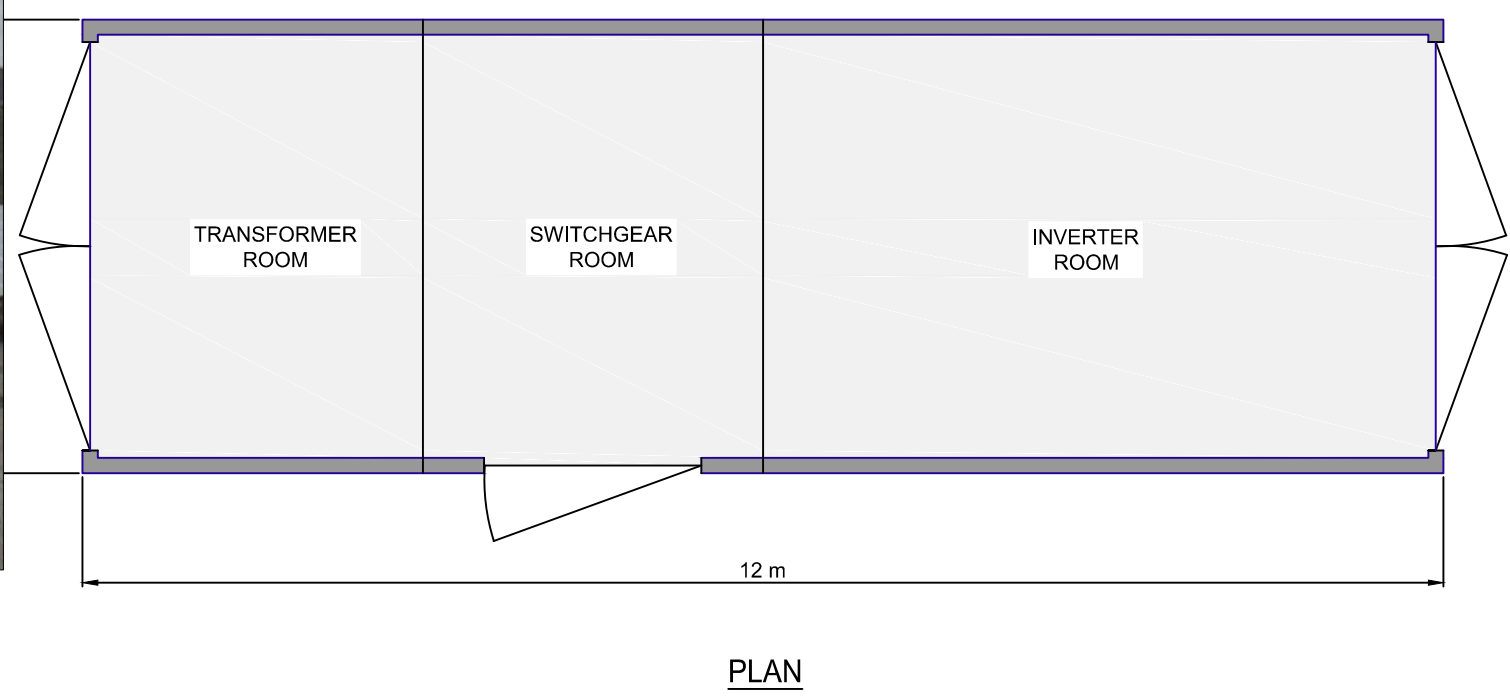 TRANSFORMER
ROOM
SWITCHGEAR
ROOM
INVERTER
ROOM
12 m
PLAN